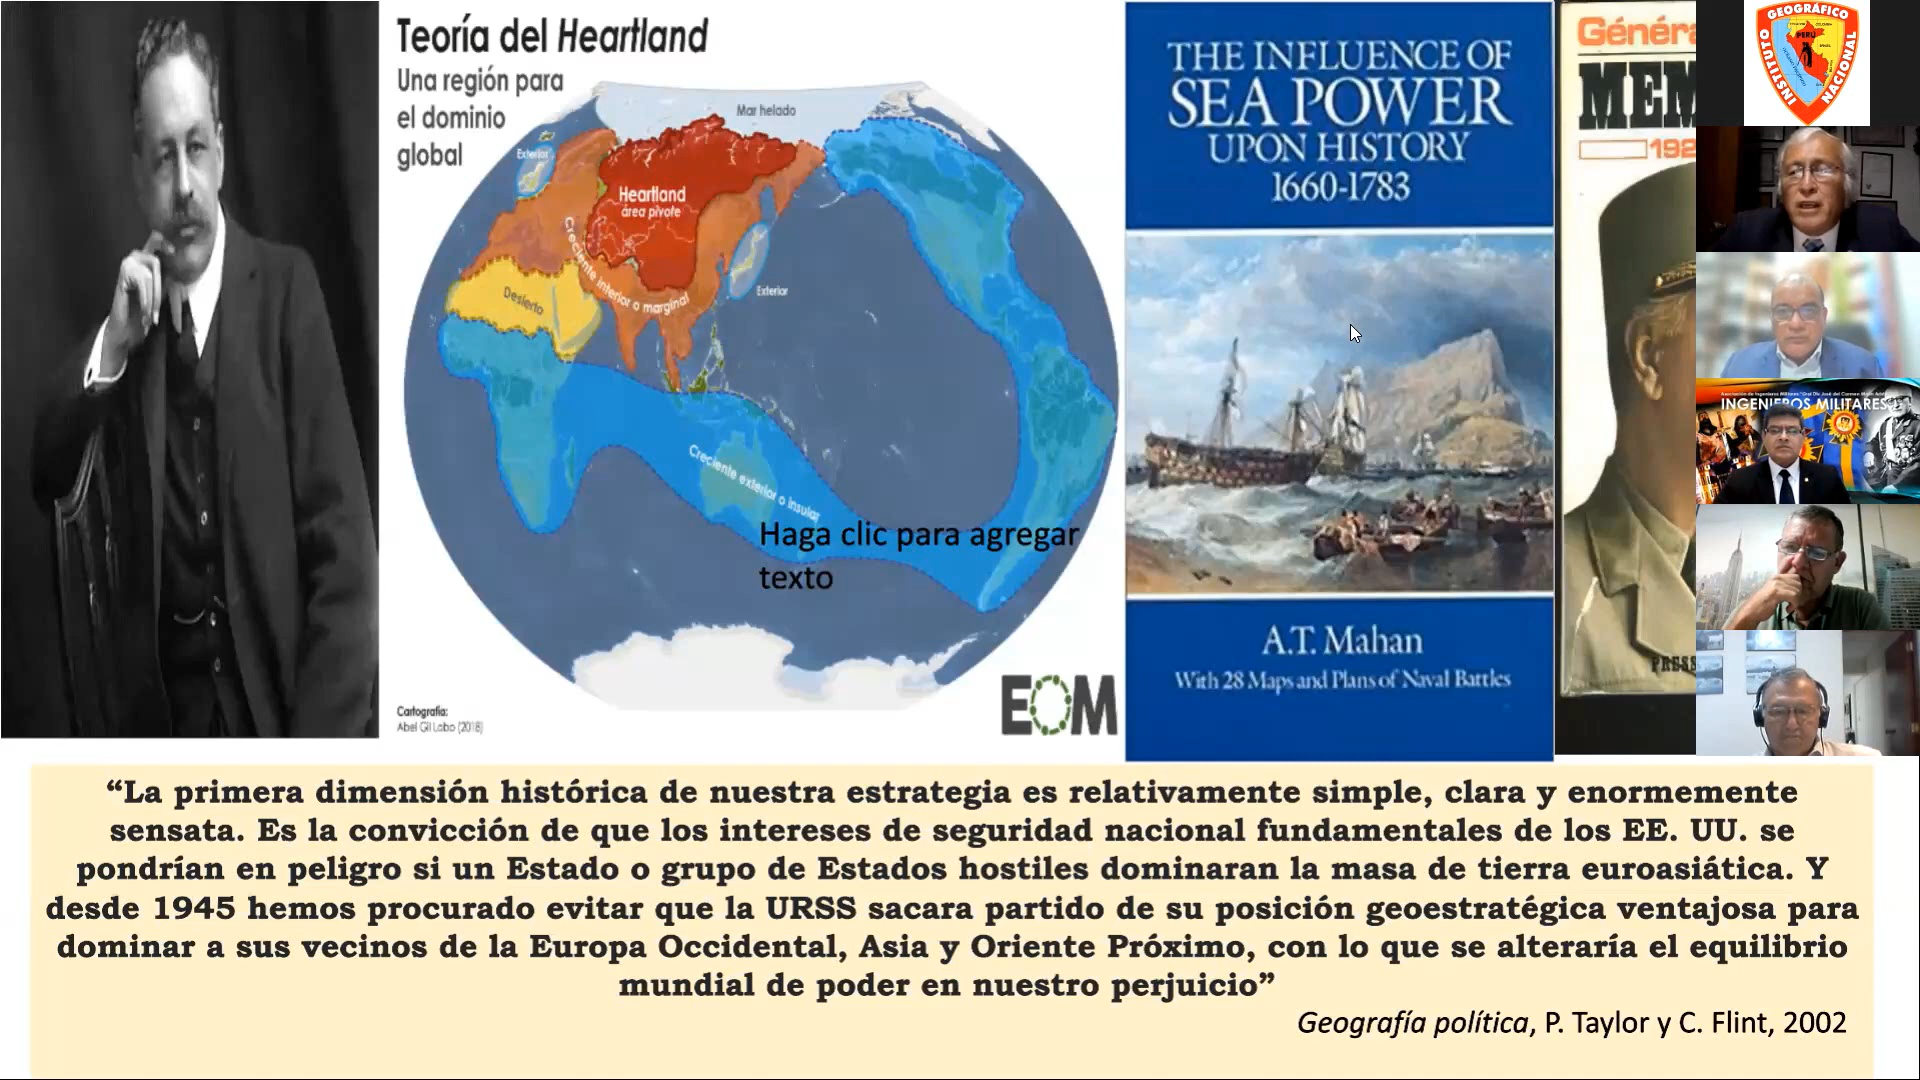 Teoría del Heartland
Una región para
el dominio
global
Mar helado
Exterior
Heartland
área pivote
Creciente interior o marginal
Desierto
Exterior
Creciente exterior o insular
Haga clic para agregar
texto
Cartografía:
Abel Gil Lobo (2018)
EOM
THE INFLUENCE OF
SEA POWER
UPON HISTORY
1660-1783
A.T. Mahan
With 28 Maps and Plans of Naval Battles
Généra
MEM
192
PRESS
INSTITUTO GEOGRÁFICO NACIONAL
PERÚ
INGENIEROS MILITARES
“La primera dimensión histórica de nuestra estrategia es relativamente simple, clara y enormemente
sensata. Es la convicción de que los intereses de seguridad nacional fundamentales de los EE. UU. se
pondrían en peligro si un Estado o grupo de Estados hostiles dominaran la masa de tierra euroasiática. Y
desde 1945 hemos procurado evitar que la URSS sacara partido de su posición geoestratégica ventajosa para
dominar a sus vecinos de la Europa Occidental, Asia y Oriente Próximo, con lo que se alteraría el equilibrio
mundial de poder en nuestro perjuicio”
Geografía política, P. Taylor y C. Flint, 2002